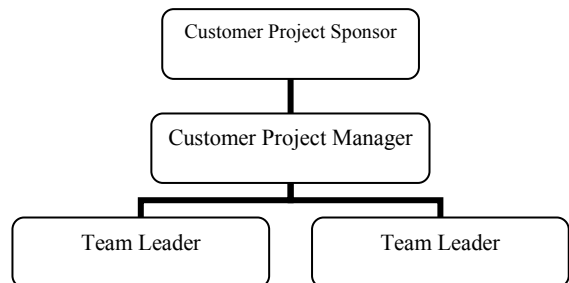 Customer Project Sponsor
Customer Project Manager
Team Leader
Team Leader